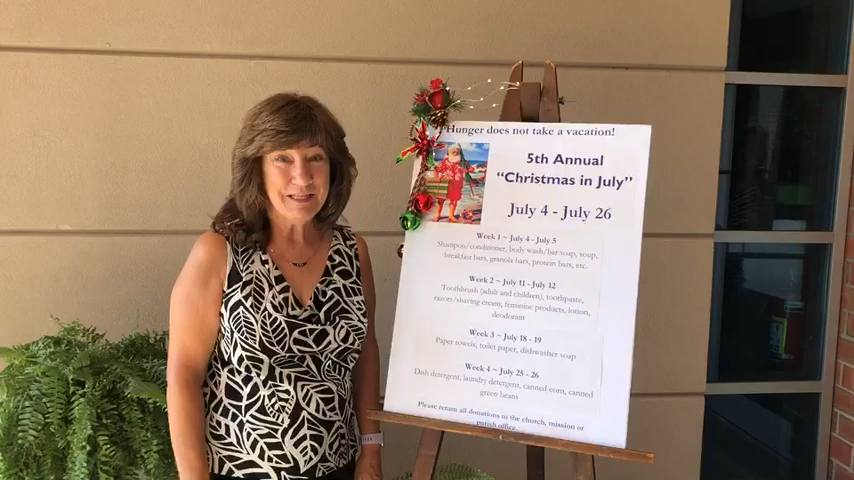 Hunger does not take a vacation!
5th Annual
"Christmas in July"
July 4 - July 26
Week 1 ~ July 4 - July 5
Shampoo/conditioner, body wash/bar soap, soup,
breakfast bars, granola bars, protein bars, etc.
Week 2 ~ July 11 - July 12
Toothbrush (adult and children), toothpaste,
razors/shaving cream, feminine products, lotion,
deodorant
Week 3 ~ July 18 - 19
Paper towels, toilet paper, dishwasher soap
Week 4 ~ July 25 - 26
Dish detergent, laundry detergent, canned corn, canned
green beans
Please return all donations to the church, mission or
parish office.